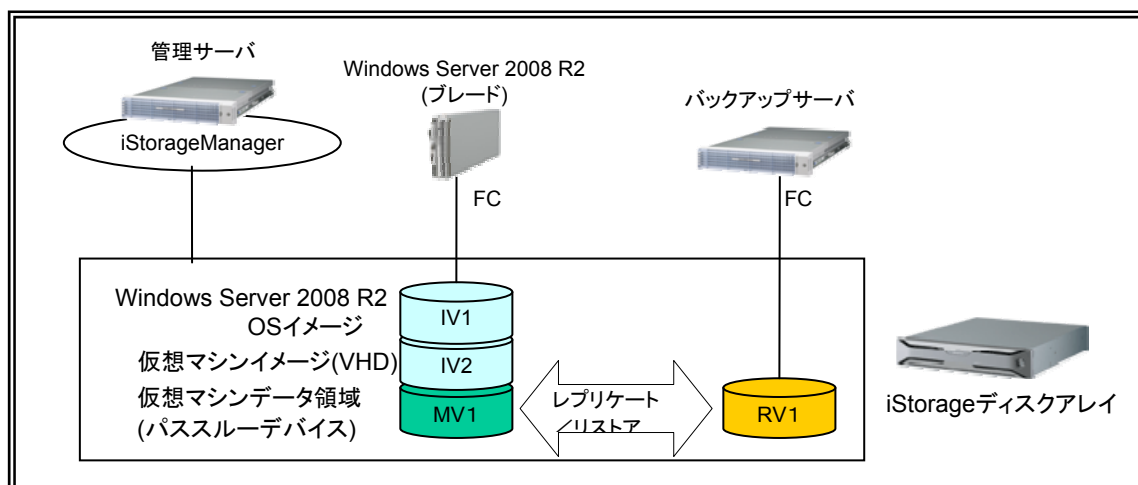 管理サーバ
iStorageManager
Windows Server 2008 R2
(ブレード)
バックアップサーバ
FC
FC
Windows Server 2008 R2
OSイメージ
仮想マシンイメージ(VHD)
仮想マシンデータ領域
(パススルーデバイス)
IV1
IV2
MV1
レプリケート
／リストア
RV1
iStorageディスクアレイ